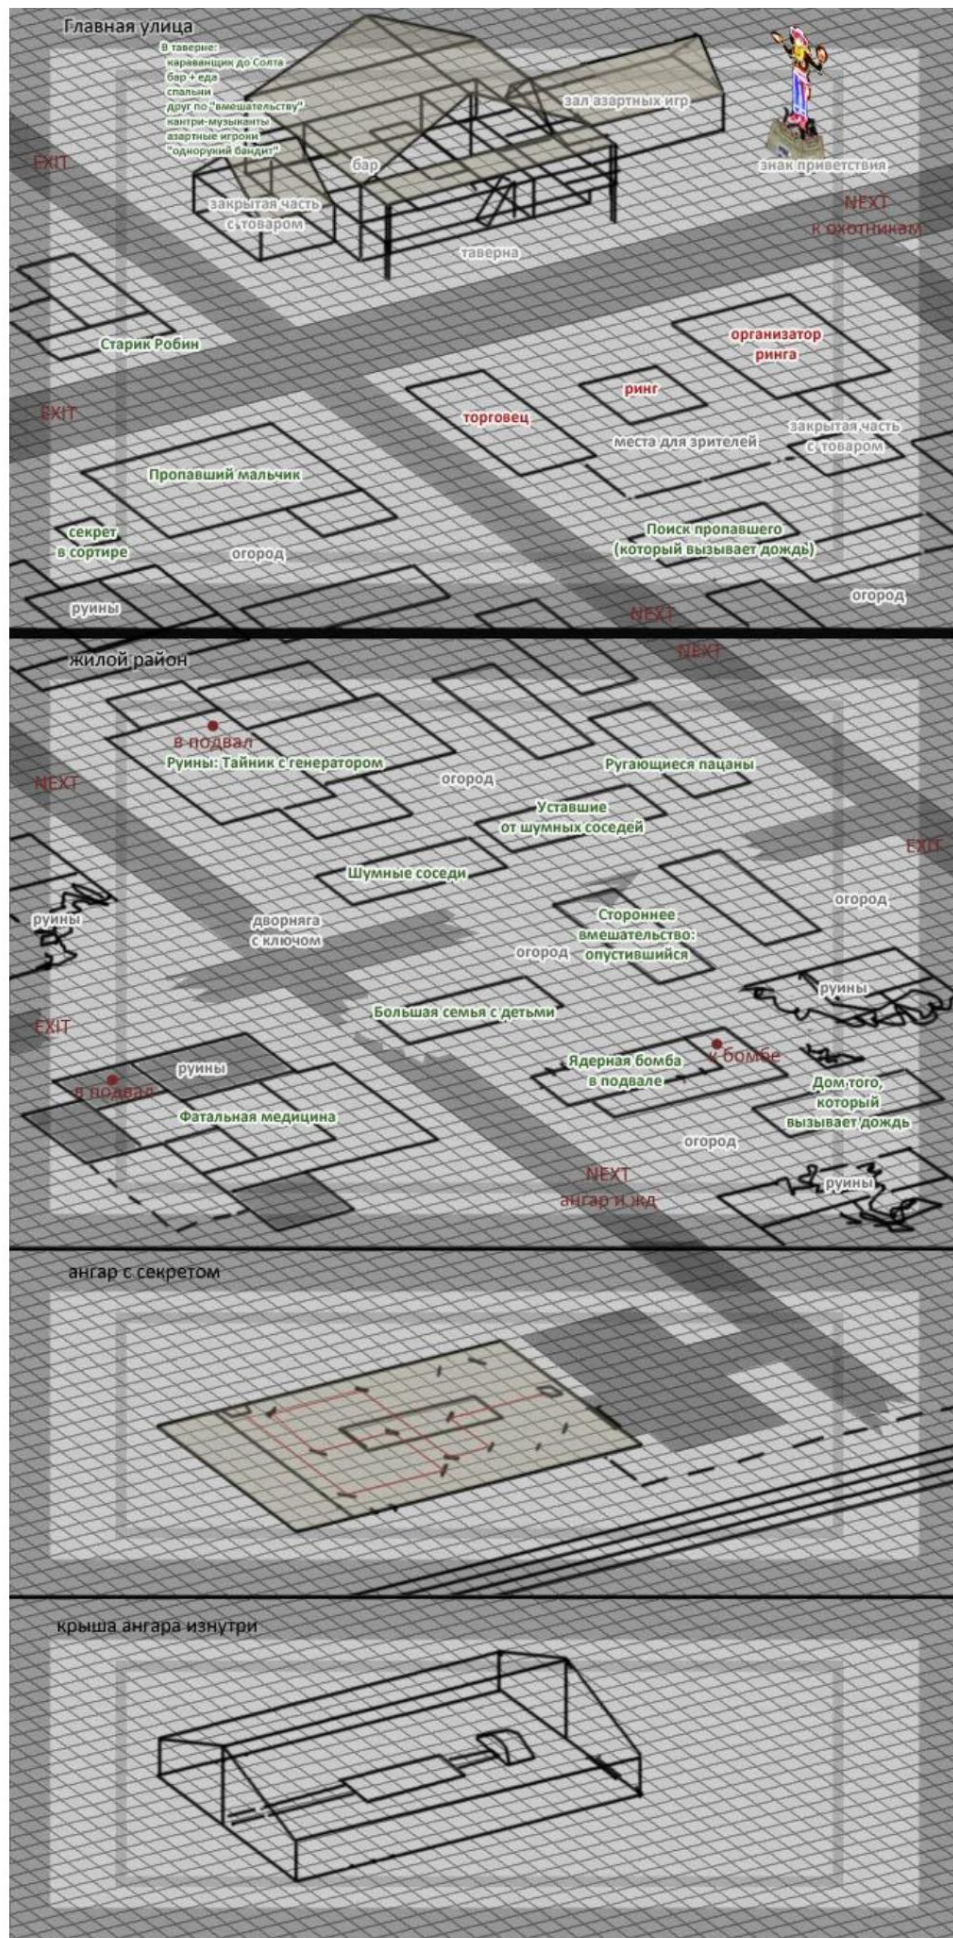 Главная улица
В таверне:
караванщик до Солта
бар + еда
спальни
друг по "вмешательству"
кантри-музыканты
азартные игроки
"однорукий бандит"
зал азартных игр
EXIT
бар
знак приветствия
закрытая часть
с товаром
NEXT
к охотникам
таверна
Старик Робин
организатор
ринга
ринг
EXIT
торговец
закрытая часть
с товаром
места для зрителей
Пропавший мальчик
секрет
в сортире
огород
Поиск пропавшего
(который вызывает дождь)
руины
огород
NEXT
жилой район
NEXT
в подвал
Руины: Тайник с генератором
NEXT
огород
Ругающиеся пацаны
Уставшие
от шумных соседей
EXIT
Шумные соседи
руины
дворняга
с ключом
огород
Стороннее
вмешательство:
опустившийся
огород
руины
EXIT
Большая семья с детьми
руины
в подвал
Ядерная бомба
в подвале
к бомбе
Дом того,
который
вызывает дождь
Фатальная медицина
огород
NEXT
ангар и жд
руины
ангар с секретом
крыша ангара изнутри